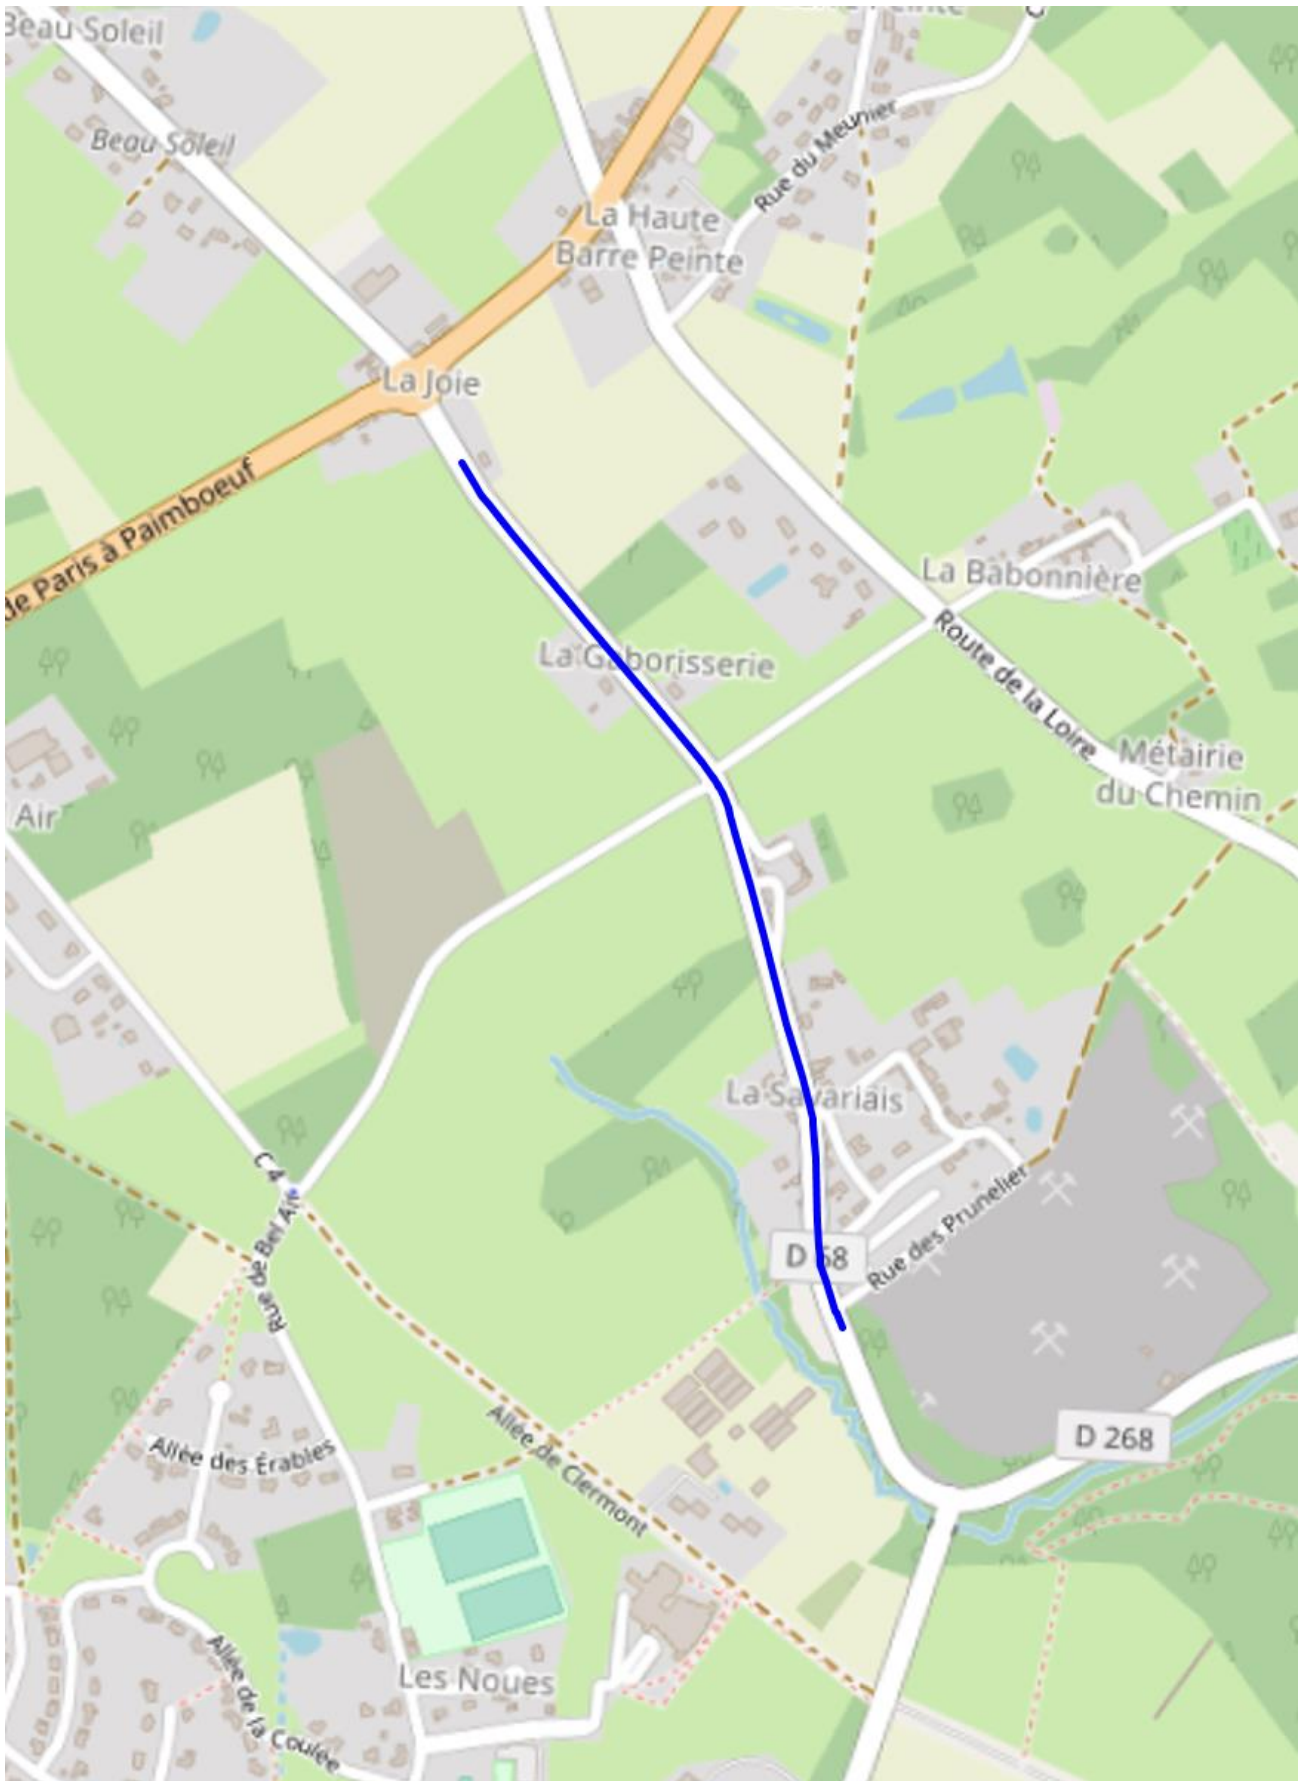 Beau Soleil
Beau Soleil
La Haute
Barre Peinte
Rue du Meunier
La Joie
de Paris à Paimboeuf
La Babonnière
La Gaborisserie
Route de la Loire
Métairie
du Chemin
Air
La Savariais
C 4
Rue de Bel Air
D 68
Rue des Prunelier
D 268
Allée des Érables
Allée de Clermont
Les Noues
Allée de la Coulée